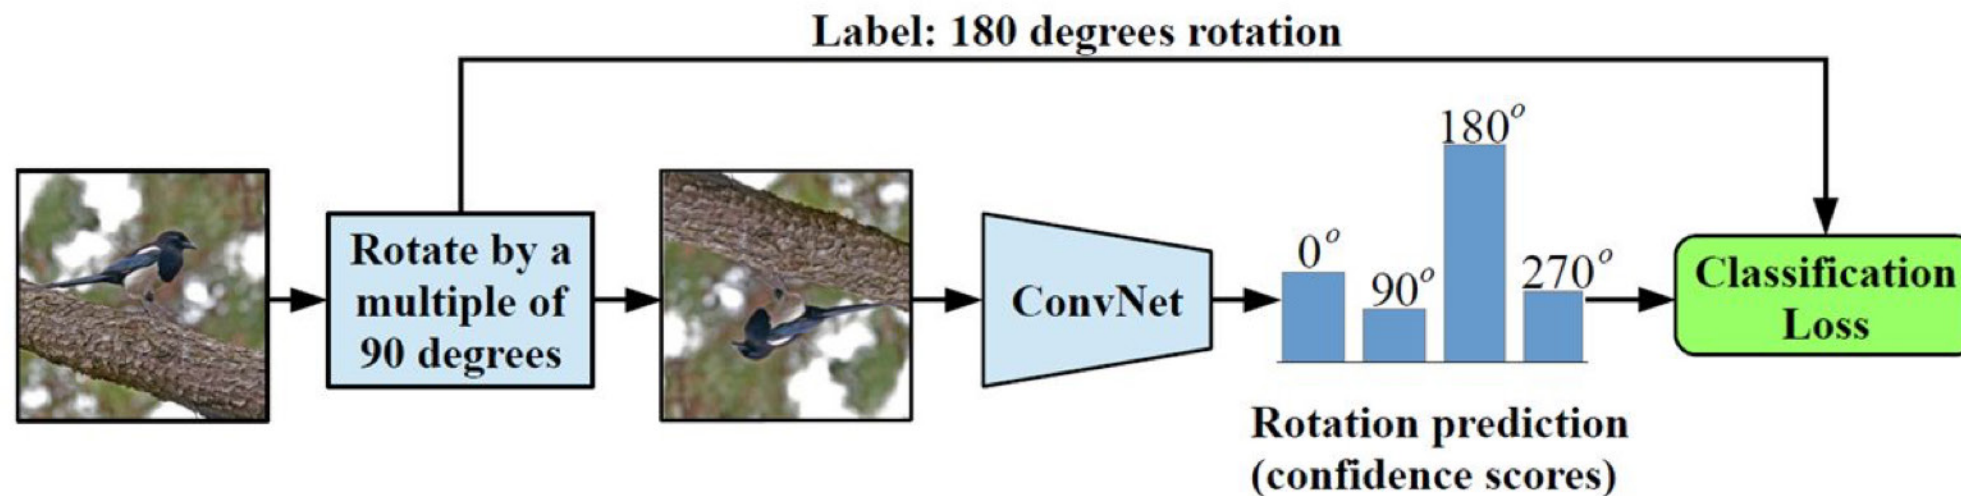 Label: 180 degrees rotation
Rotate by a
multiple of
90 degrees
ConvNet
0°
90°
180°
270°
Classification
Loss
Rotation prediction
(confidence scores)